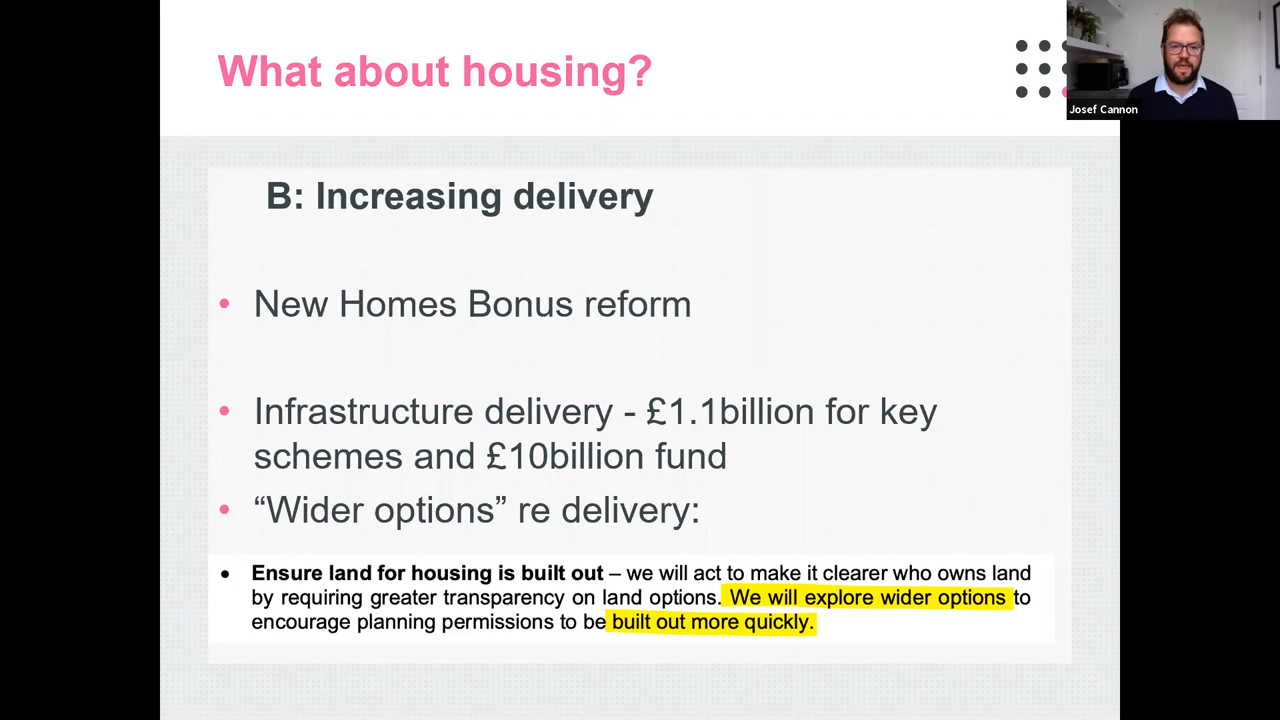 What about housing?
Josef Cannon
B: Increasing delivery
• New Homes Bonus reform
• Infrastructure delivery - £1.1billion for key
schemes and £10billion fund
• “Wider options” re delivery:
• Ensure land for housing is built out – we will act to make it clearer who owns land
by requiring greater transparency on land options. We will explore wider options to
encourage planning permissions to be built out more quickly.